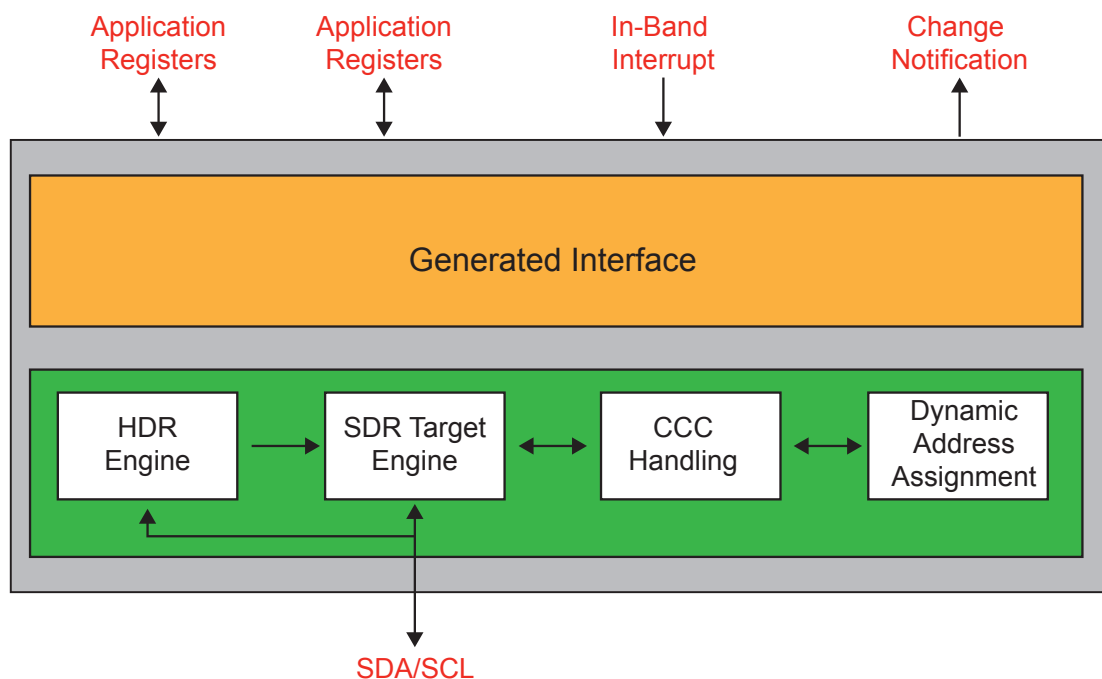 Application
Registers
Application
Registers
In-Band
Interrupt
Change
Notification
Generated Interface
HDR
Engine
SDR Target
Engine
CCC
Handling
Dynamic
Address
Assignment
SDA/SCL